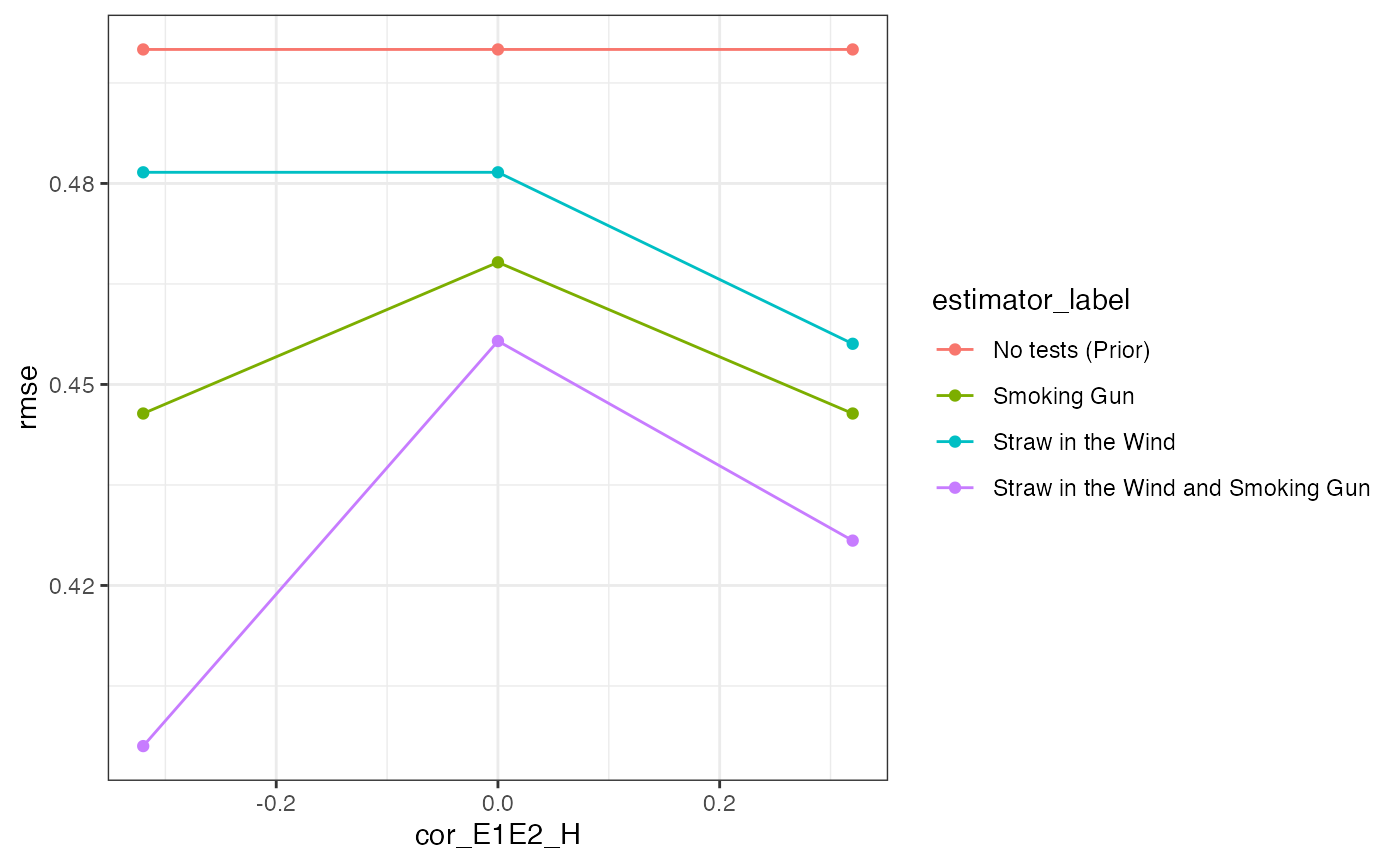 rmse
0.48
0.45
0.42
-0.2
0.0
0.2
cor_E1E2_H
estimator_label
No tests (Prior)
Smoking Gun
Straw in the Wind
Straw in the Wind and Smoking Gun